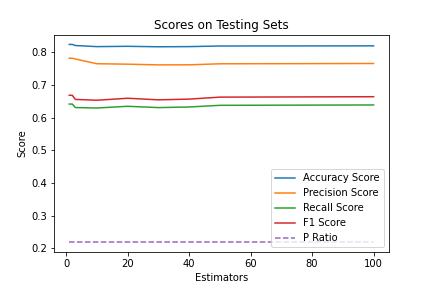 Scores on Testing Sets
Score
0.8
0.7
0.6
0.5
0.4
0.3
0.2
Accuracy Score
Precision Score
Recall Score
F1 Score
P Ratio
0 20 40 60 80 100
Estimators